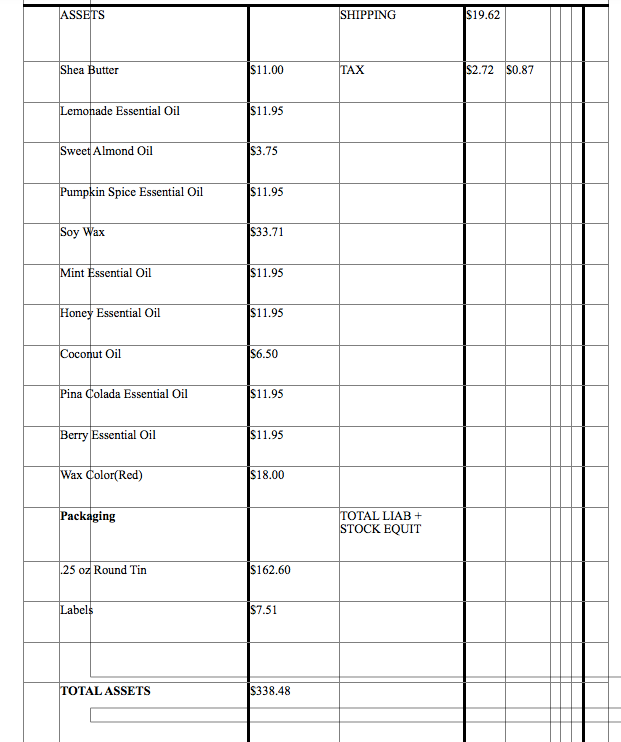 ASSETS SHIPPING $19.62
Shea Butter $11.00 TAX $2.72 $0.87
Lemonade Essential Oil $11.95
Sweet Almond Oil $3.75
Pumpkin Spice Essential Oil $11.95
Soy Wax $33.71
Mint Essential Oil $11.95
Honey Essential Oil $11.95
Coconut Oil $6.50
Pina Colada Essential Oil $11.95
Berry Essential Oil $11.95
Wax Color(Red) $18.00
Packaging TOTAL LIAB +
STOCK EQUIT
.25 oz Round Tin $162.60
Labels $7.51
TOTAL ASSETS $338.48